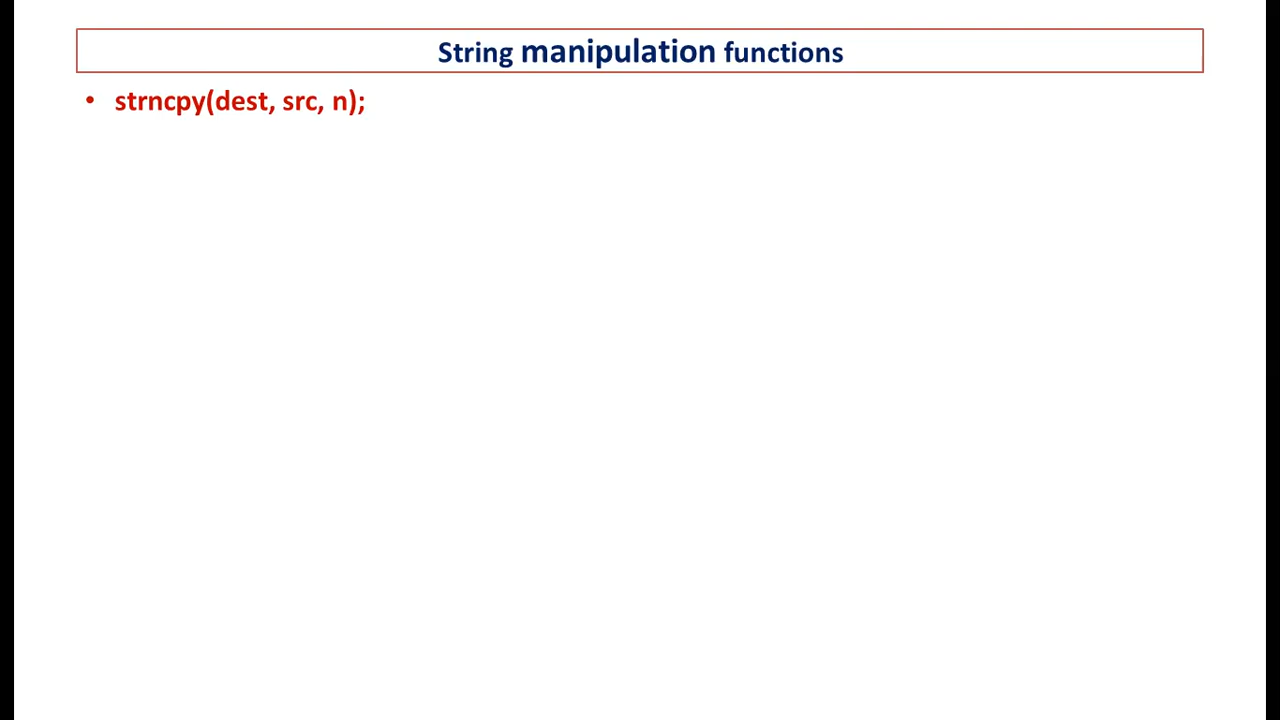 String manipulation functions
• strncpy(dest, src, n);